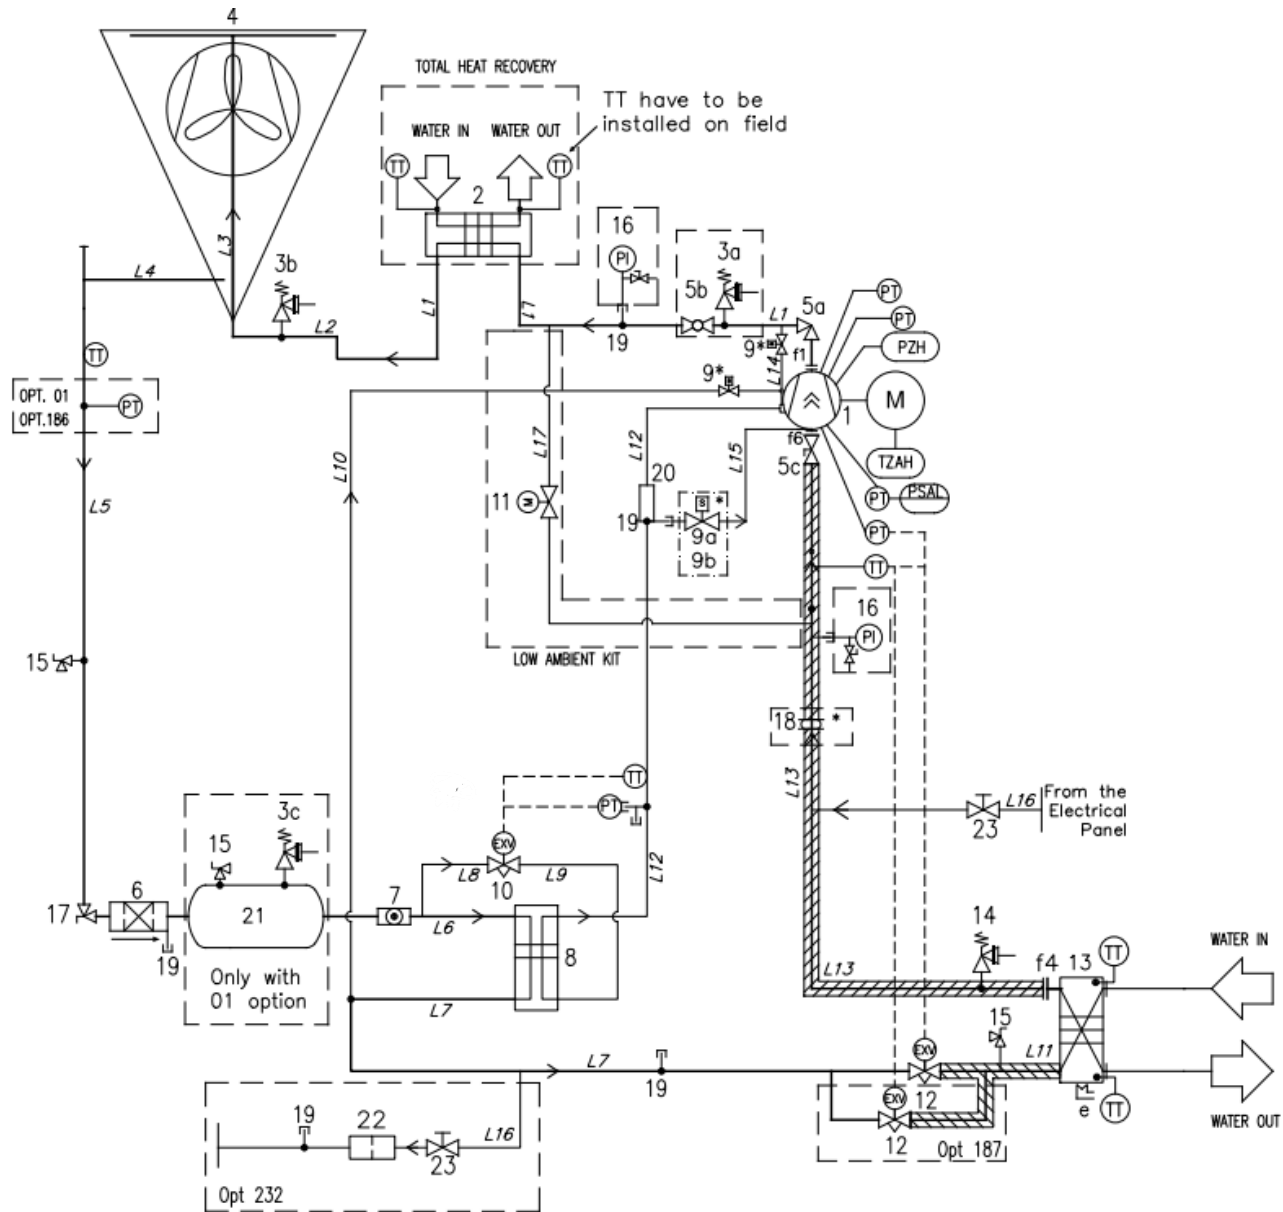 4
TOTAL HEAT RECOVERY
TT have to be
installed on field
WATER IN
WATER OUT
TT
TT
2
L3
L4
3b
L2
L1
L1
16
PI
19
3a
5b
L1
5a
PT
PT
PZH
9*
L14
f1
9*
1
M
TZAH
TT
OPT. 01
OPT.186
PT
L5
L10
L17
L12
L15
f6
5c
PT
PSAL
PT
TT
11
M
20
19
S
*
9a
9b
16
PI
LOW AMBIENT KIT
15
18
*
L13
TT
PT
L16
23
From the
Electrical
Panel
3c
15
EXV
L8
L9
10
L12
17
6
19
21
7
L6
8
Only with
01 option
L7
14
L13
f4
13
TT
WATER IN
15
L11
L7
19
EXV
12
EXV
12
Opt 187
e
TT
WATER OUT
19
22
23
L16
Opt 232